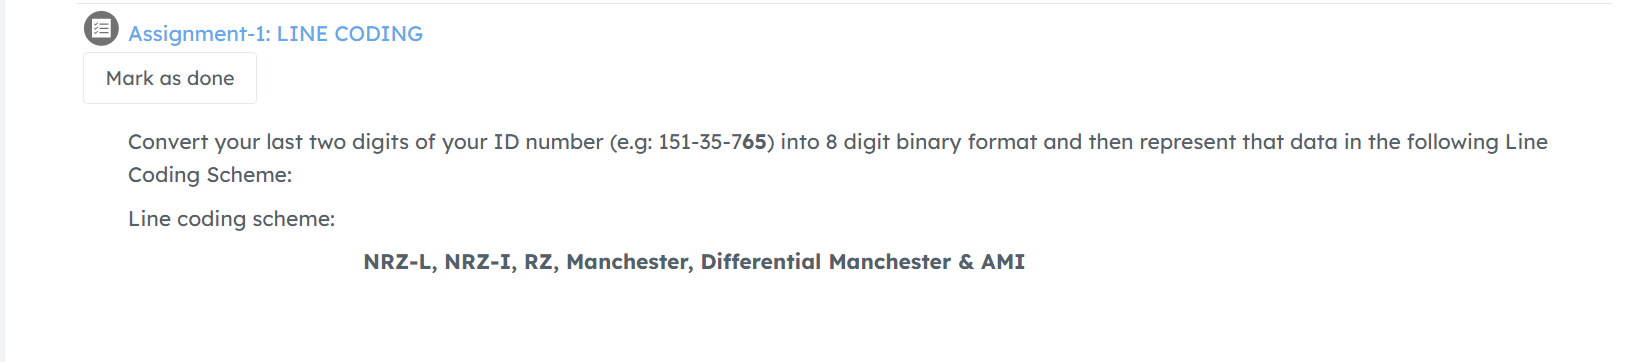 Assignment-1: LINE CODING
Mark as done
Convert your last two digits of your ID number (e.g: 151-35-765) into 8 digit binary format and then represent that data in the following Line
Coding Scheme:
Line coding scheme:
NRZ-L, NRZ-I, RZ, Manchester, Differential Manchester & AMI